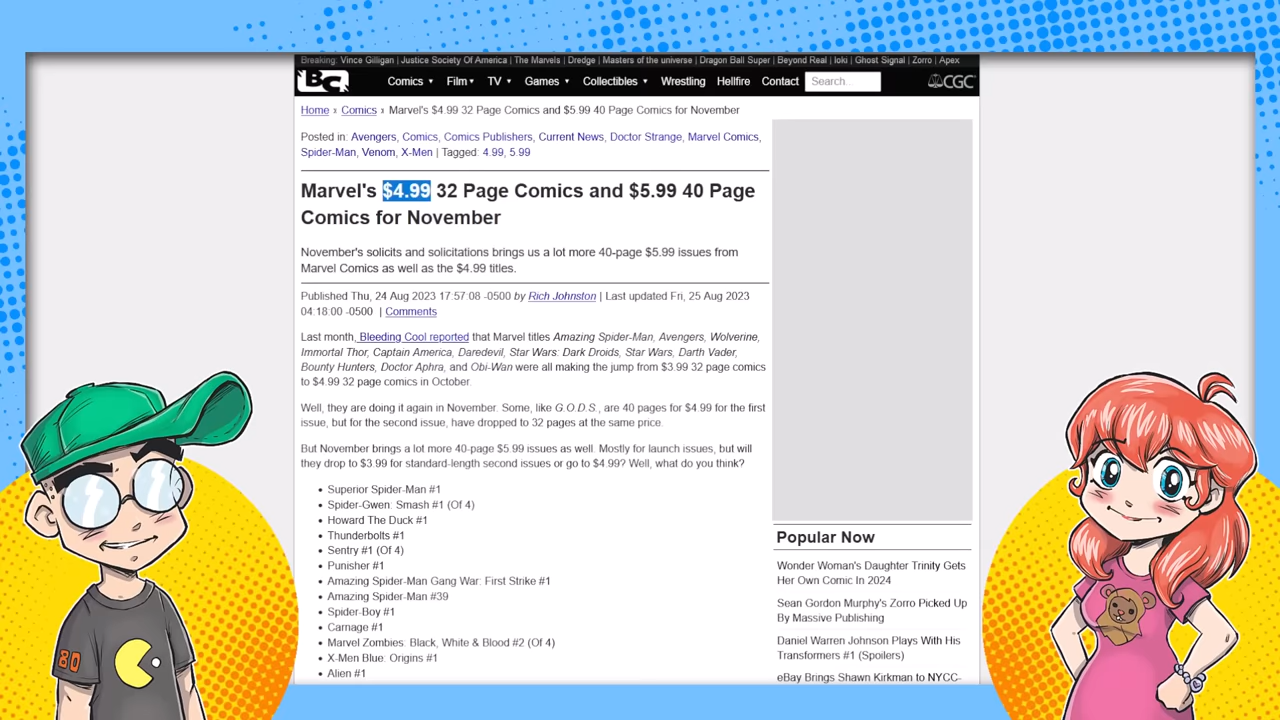 Breaking: Vince Gilligan | Justice Society Of America | The Marvels | Dredge | Masters of the universe | Dragon Ball Super | Beyond Real | loki | Ghost Signal | Zorro | Apex
BC
Comics Film TV Games Collectibles Wrestling Hellfire Contact Search... CGC
Home » Comics » Marvel's $4.99 32 Page Comics and $5.99 40 Page Comics for November
Posted in: Avengers, Comics, Comics Publishers, Current News, Doctor Strange, Marvel Comics,
Spider-Man, Venom, X-Men | Tagged: 4.99, 5.99
Marvel's $4.99 32 Page Comics and $5.99 40 Page
Comics for November
November's solicits and solicitations brings us a lot more 40-page $5.99 issues from
Marvel Comics as well as the $4.99 titles.
Published Thu, 24 Aug 2023 17:57:08 -0500 by Rich Johnston | Last updated Fri, 25 Aug 2023
04:18:00 -0500 | Comments
Last month, Bleeding Cool reported that Marvel titles Amazing Spider-Man, Avengers, Wolverine,
Immortal Thor, Captain America, Daredevil, Star Wars: Dark Droids, Star Wars, Darth Vader,
Bounty Hunters, Doctor Aphra, and Obi-Wan were all making the jump from $3.99 32 page comics
to $4.99 32 page comics in October.
Well, they are doing it again in November. Some, like G.O.D.S., are 40 pages for $4.99 for the first
issue, but for the second issue, have dropped to 32 pages at the same price.
But November brings a lot more 40-page $5.99 issues as well. Mostly for launch issues, but will
they drop to $3.99 for standard-length second issues or go to $4.99? Well, what do you think?
• Superior Spider-Man #1
• Spider-Gwen: Smash #1 (Of 4)
• Howard The Duck #1
• Thunderbolts #1
• Sentry #1 (Of 4)
• Punisher #1
• Amazing Spider-Man Gang War: First Strike #1
• Amazing Spider-Man #39
• Spider-Boy #1
• Carnage #1
• Marvel Zombies: Black, White & Blood #2 (Of 4)
• X-Men Blue: Origins #1
• Alien #1
Popular Now
Wonder Woman's Daughter Trinity Gets
Her Own Comic In 2024
Sean Gordon Murphy's Zorro Picked Up
By Massive Publishing
Daniel Warren Johnson Plays With His
Transformers #1 (Spoilers)
eBay Brings Shawn Kirkman to NYCC-
80